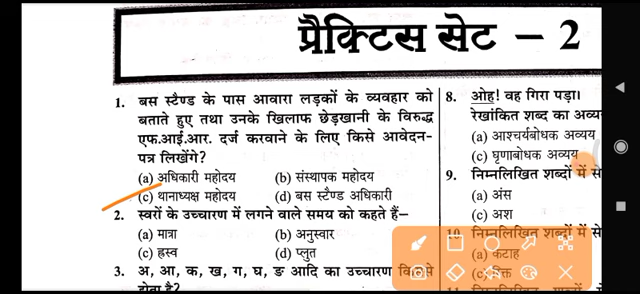 प्रैक्टिस सेट – 2
1. बस स्टैण्ड के पास आवारा लड़कों के व्यवहार को
बताते हुए तथा उनके खिलाफ छेड़खानी के विरुद्ध
एफ.आई.आर. दर्ज करवाने के लिए किसे आवेदन-
पत्र लिखेंगे?
(a) अधिकारी महोदय (b) संस्थापक महोदय
(c) थानाध्यक्ष महोदय (d) बस स्टैण्ड अधिकारी
2. स्वरों के उच्चारण में लगने वाले समय को कहते हैं–
(a) मात्रा (b) अनुस्वार
(c) ह्रस्व (d) प्लुत
3. अ, आ, क, ख, ग, घ, ङ आदि का उच्चारण किससे
होता है?
8. ओह! वह गिरा पड़ा।
रेखांकित शब्द का
(a) आश्चर्यबोधक अव्यय
(c) घृणाबोधक अव्यय
9. निम्नलिखित शब्दों में से
(a) अंस
(c) अश
10. निम्नलिखित शब्दों में से
(a) कटाह
(c)